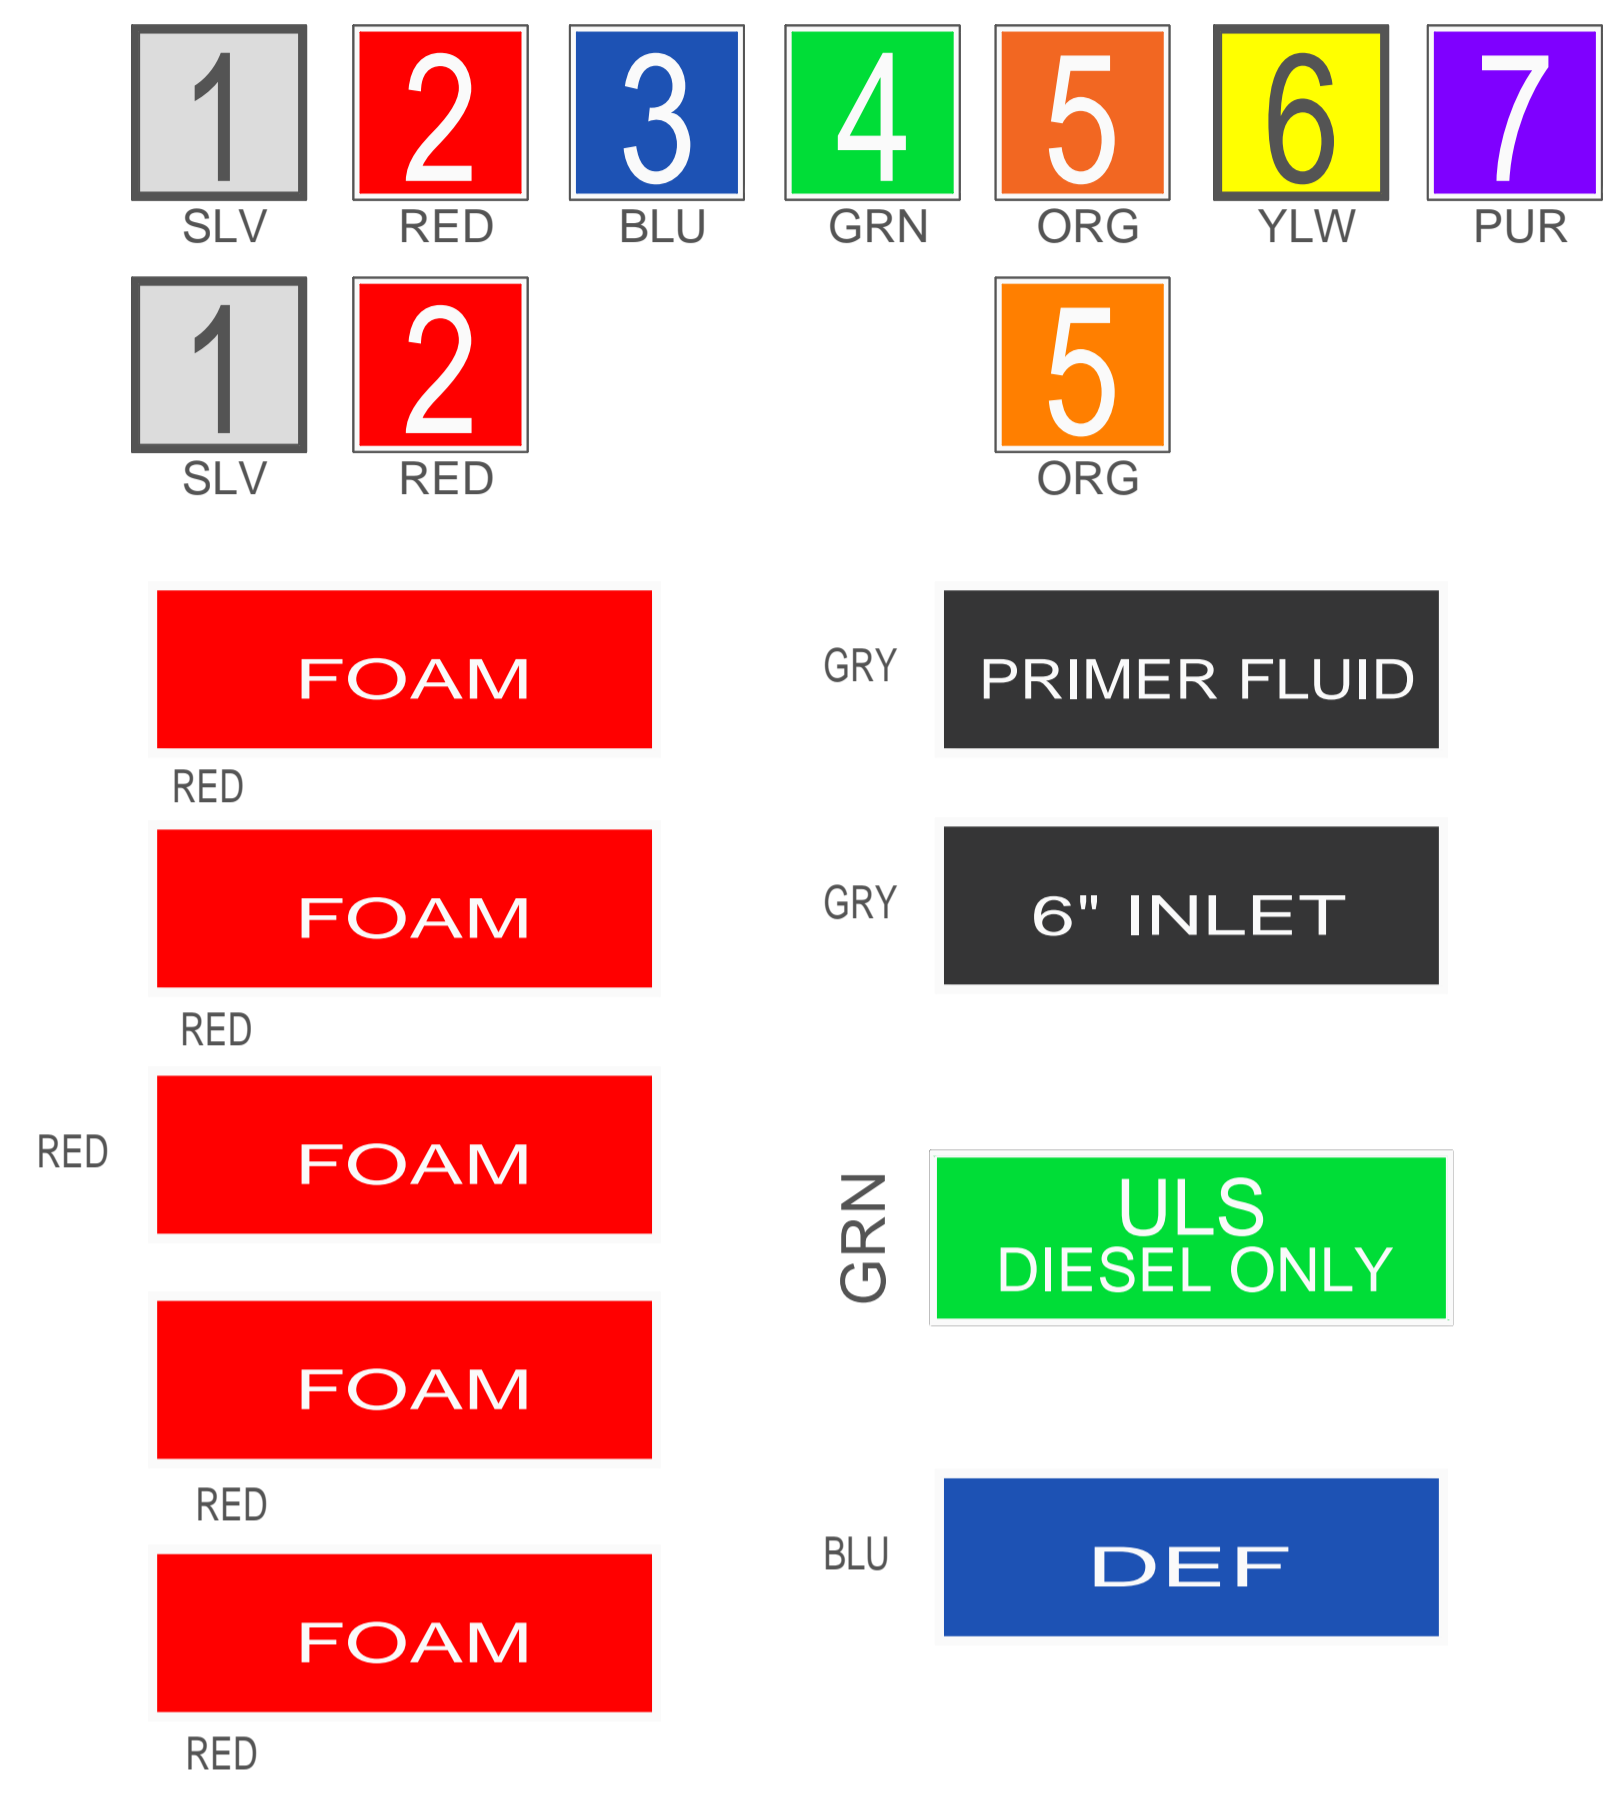 1 2 3 4 5 6 7
SLV RED BLU GRN ORG YLW PUR
1 2 5
SLV RED ORG
FOAM
RED
FOAM
RED
RED FOAM
FOAM
RED
FOAM
RED
GRY PRIMER FLUID
GRY 6" INLET
GRN
ULS
DIESEL ONLY
BLU DEF